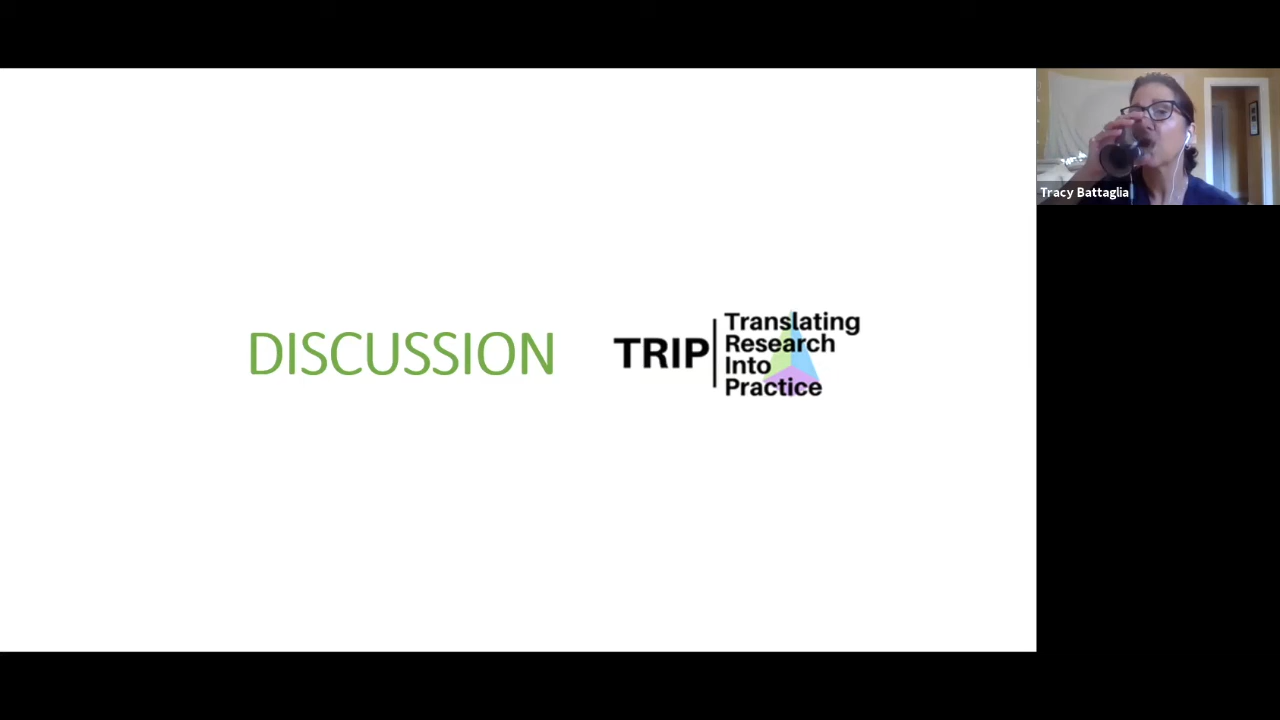 DISCUSSION
TRIP
Translating
Research
Into
Practice
Tracy Battaglia